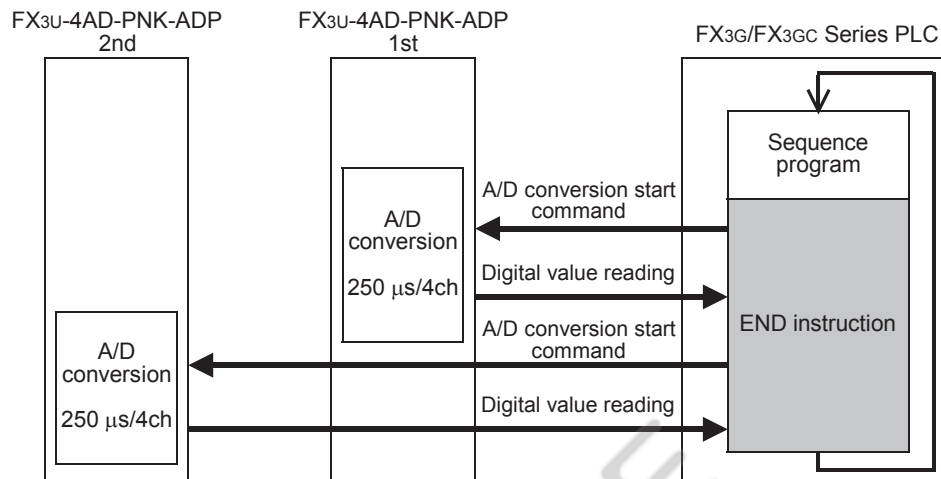 FX3U-4AD-PNK-ADP
2nd
FX3U-4AD-PNK-ADP
1st
FX3G/FX3GC Series PLC
Sequence
program
A/D conversion start
command
A/D
conversion
250 µs/4ch
Digital value reading
END instruction
A/D conversion start
command
A/D
conversion
250 µs/4ch
Digital value reading